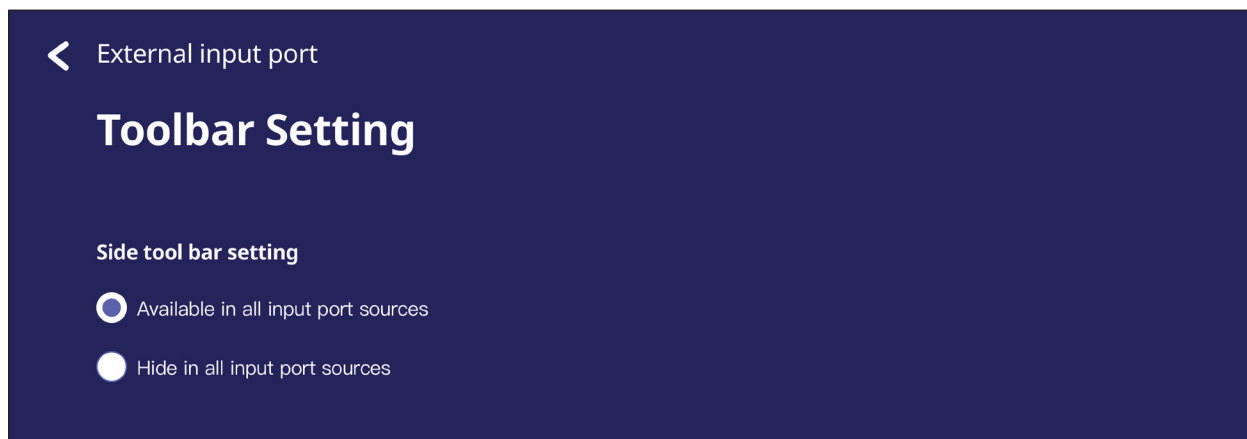 External input port
Toolbar Setting
Side tool bar setting
Available in all input port sources
Hide in all input port sources